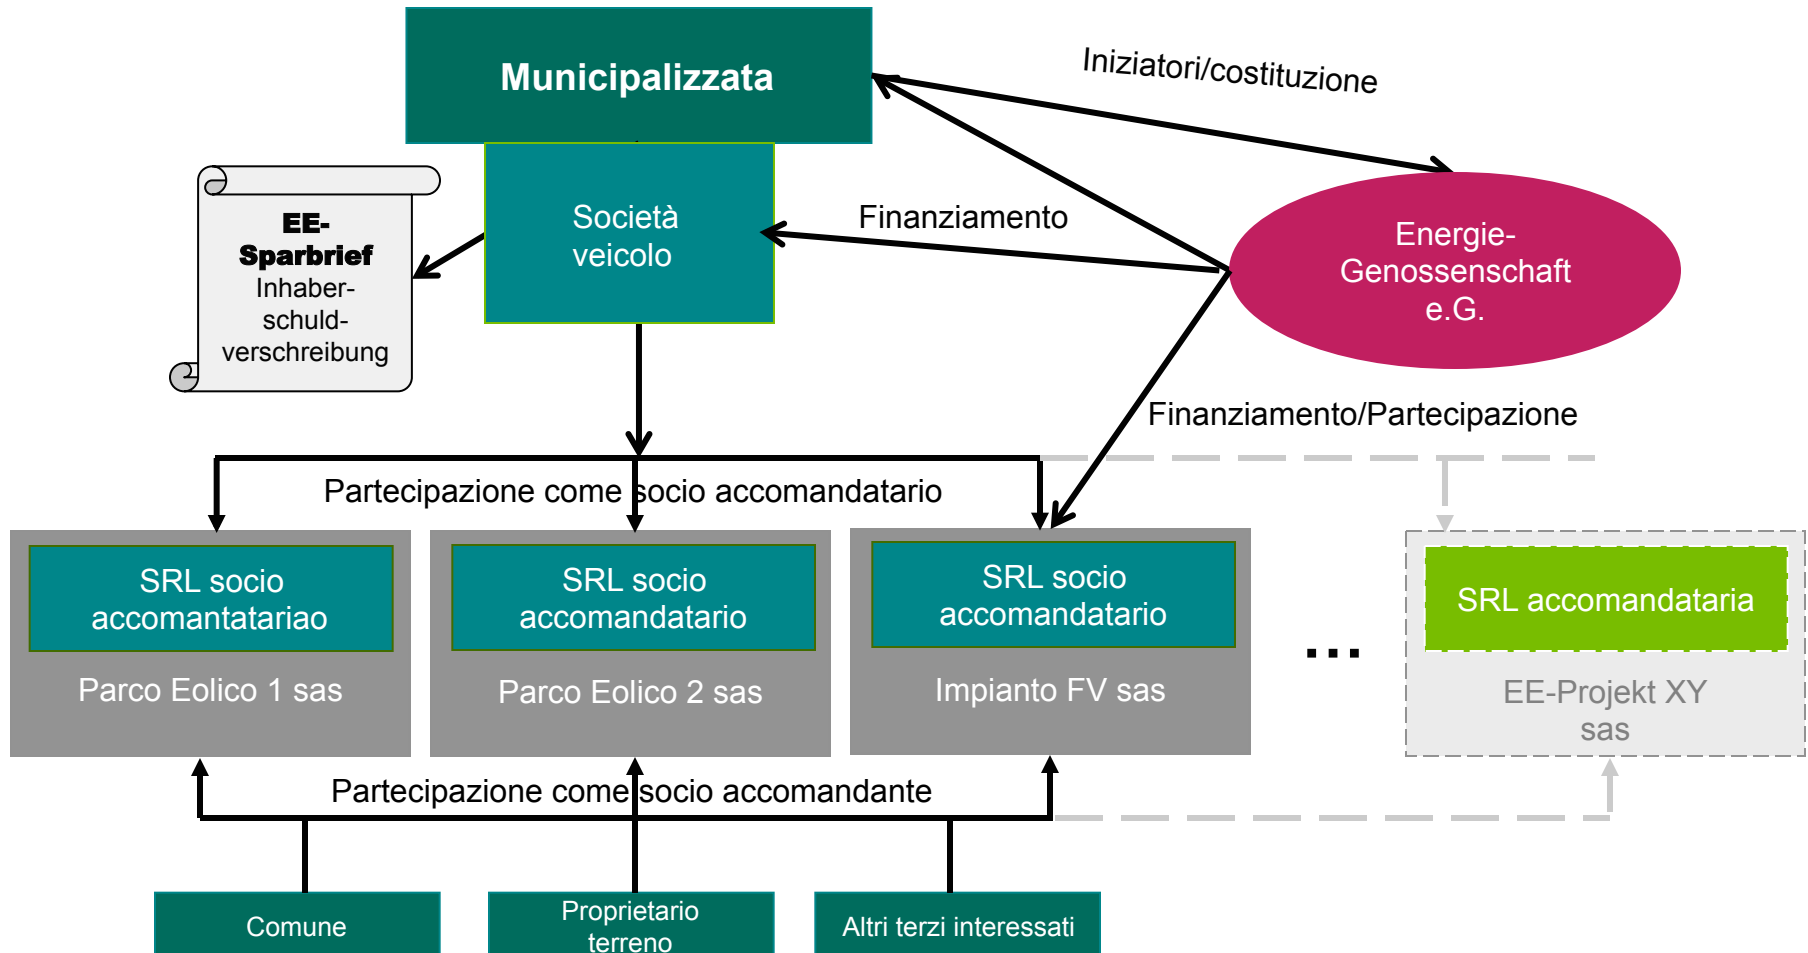 Municipalizzata
Iniziatori/costituzione
EE-
Sparbrief
Inhaber-
schuld-
verschreibung
Società
veicolo
Finanziamento
Energie-
Genossenschaft
e.G.
Finanziamento/Partecipazione
Partecipazione come socio accomandatario
SRL socio
accomantatariao
Parco Eolico 1 sas
SRL socio
accomandatario
Parco Eolico 2 sas
SRL socio
accomandatario
Impianto FV sas
...
SRL accomandataria
EE-Projekt XY
sas
Partecipazione come socio accomandante
Comune
Proprietario
terreno
Altri terzi interessati